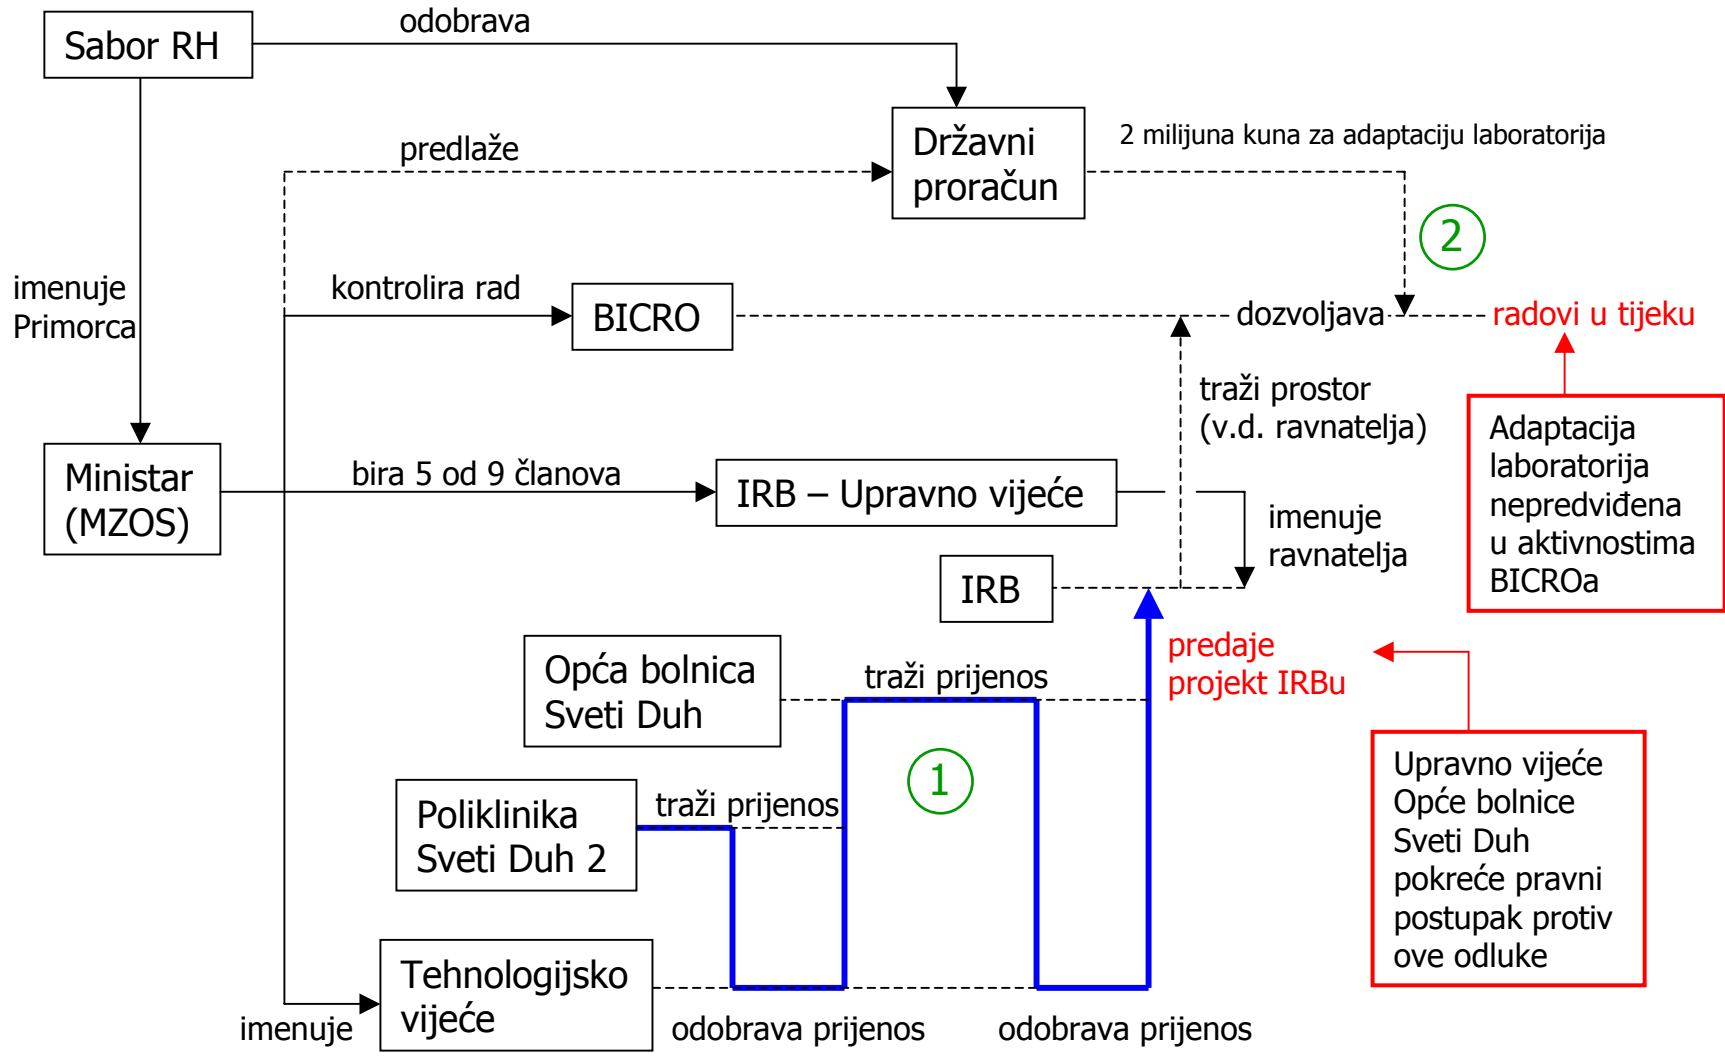 odobrava
Sabor RH
Državni
proračun
2 milijuna kuna za adaptaciju laboratorija
predlaže
2
imenuje
Primorca
kontrolira rad
BICRO
dozvoljava
radovi u tijeku
traži prostor
(v.d. ravnatelja)
Adaptacija
laboratorija
nepredviđena
u aktivnostima
BICROa
Ministar
(MZOS)
bira 5 od 9 članova
IRB – Upravno vijeće
imenuje
ravnatelja
IRB
Opća bolnica
Sveti Duh
traži prijenos
predaje
projekt IRBu
1
Poliklinika
Sveti Duh 2
traži prijenos
Upravno vijeće
Opće bolnice
Sveti Duh
pokreće pravni
postupak protiv
ove odluke
Tehnologijsko
vijeće
imenuje
odobrava prijenos
odobrava prijenos